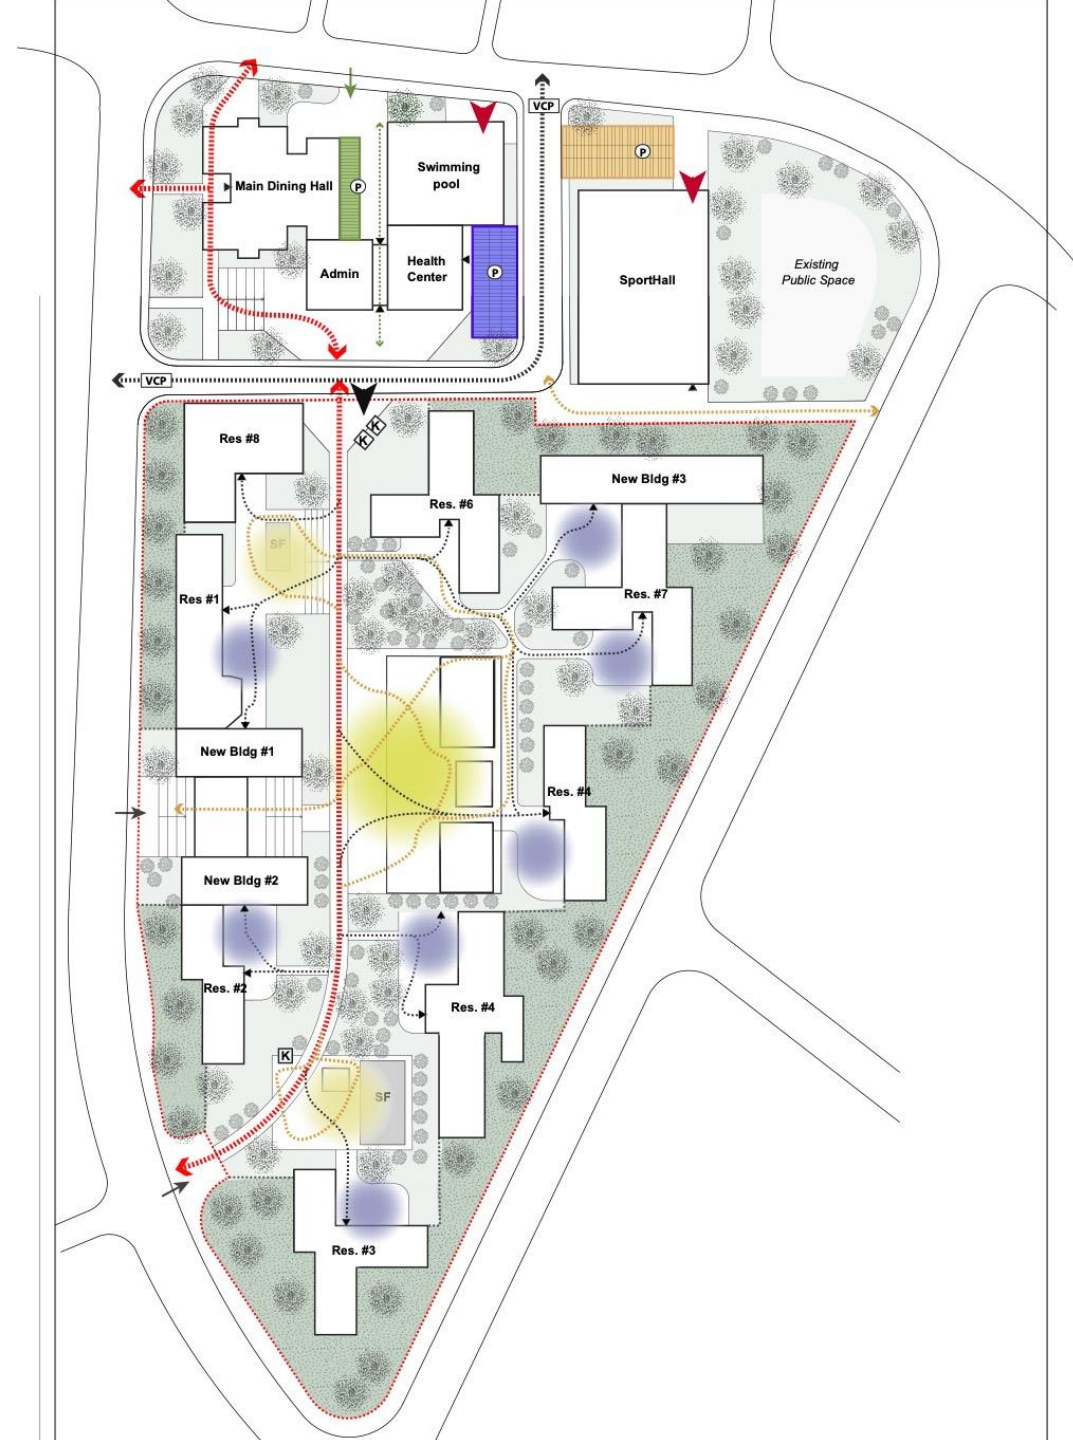 VCP
P
Swimming
pool
Main Dining Hall
P
Admin
Health
Center
P
SportHall
Existing
Public Space
VCP
K
K
Res #8
Res. #6
New Bldg #3
SF
Res #1
Res. #7
New Bldg #1
Res. #4
New Bldg #2
Res. #2
Res. #4
K
SF
Res. #3